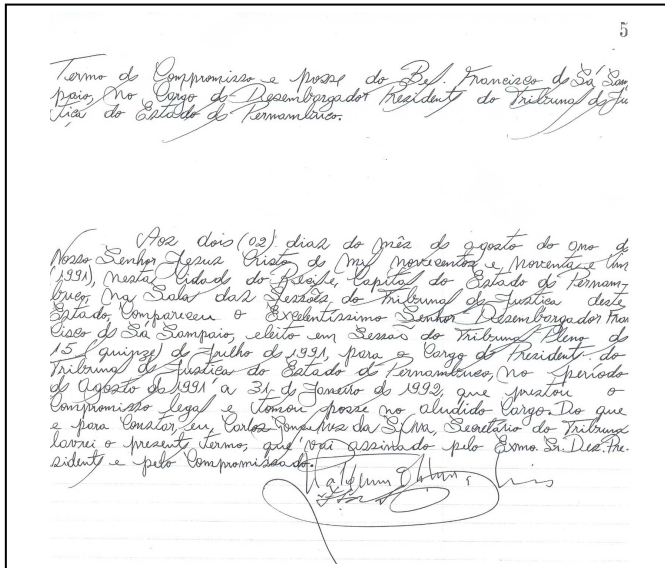 5
Termo de Compromisso e posse do Bel. Francisco de Sá Sam
paio, no Cargo de Desembargador Presidente do Tribunal de Jus
tiça do Estado de Pernambuco.
Aos dois (02) dias do mês de agosto do ano de
Nosso Senhor Jesus Cristo de mil novecentos e noventa e um
(1991), nesta Cidade do Recife, Capital do Estado de Pernam-
buco, na Sala das Sessões do Tribunal de Justiça deste
Estado, Compareceu o Excelentíssimo Senhor Desembargador Fran
cisco de Sá Sampaio, eleito em Sessão do Tribunal Pleno de
15 (quinze) de Julho de 1991, para o Cargo de Presidente do
Tribunal de Justiça do Estado de Pernambuco, no período
de Agosto de 1991 a 31 de Janeiro de 1992, que prestou o
Compromisso legal e tomou posse no aludido Cargo. Do que
e para Constar, eu, Carlos Gonçalves da Silva, Secretário do Tribunal
lavrei o presente termo, que vai assinado pelo Exmo. Sr. Des. Pre-
sidente e pelo Compromissado.